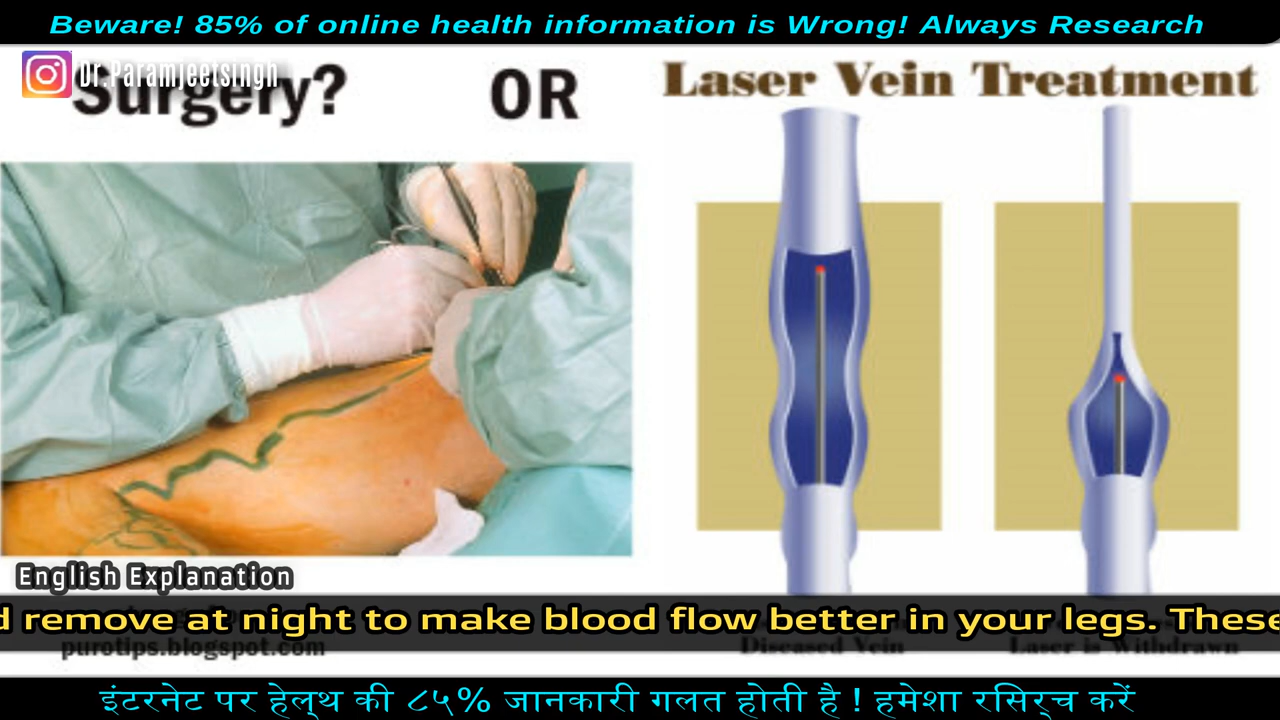 Beware! 85% of online health information is Wrong! Always Research
Dr.Paramjeetsingh
Surgery?
OR
Laser Vein Treatment
English Explanation
remove at night to make blood flow better in your legs. These
purotips.blogspot.com
Diseased Vein
Laser is Withdrawn
इंटरनेट पर हेल्थ की ८५% जानकारी गलत होती है ! हमेशा रिसर्च करें